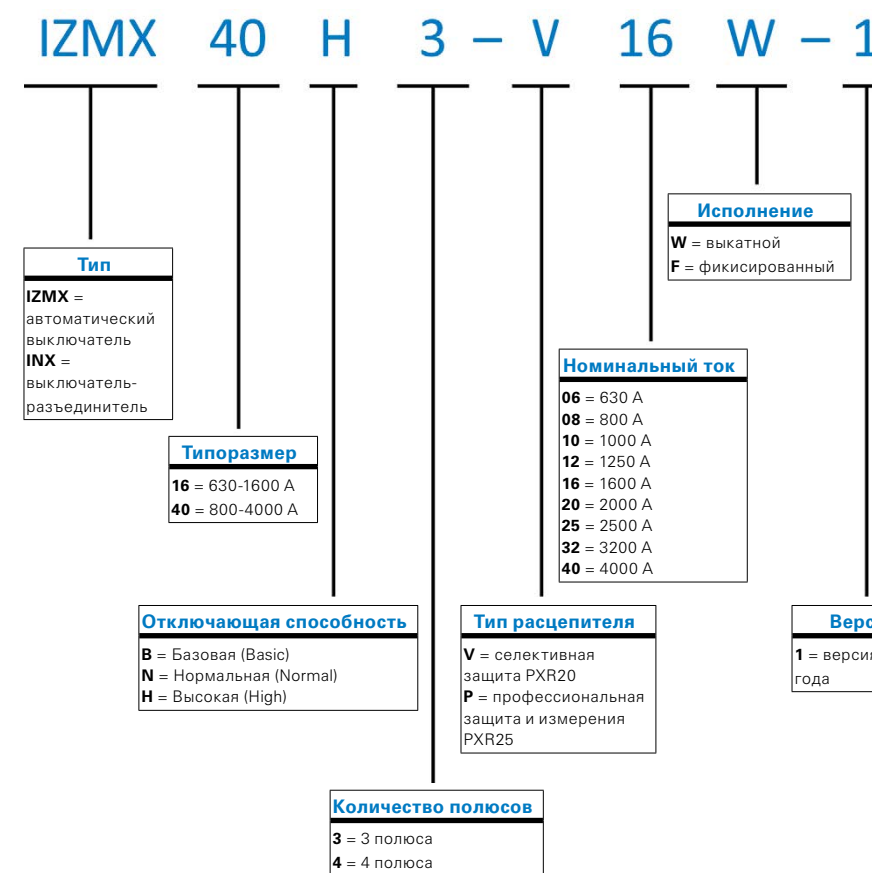 IZMX 40 H 3 – V 16 W – 1
Исполнение
W = выкатной
F = фикисированный
Тип
IZMX =
автоматический
выключатель
INX =
выключатель-
разъединитель
Номинальный ток
06 = 630 A
08 = 800 A
10 = 1000 A
12 = 1250 A
16 = 1600 A
20 = 2000 A
25 = 2500 A
32 = 3200 A
40 = 4000 A
Типоразмер
16 = 630-1600 A
40 = 800-4000 A
Отключающая способность
B = Базовая (Basic)
N = Нормальная (Normal)
H = Высокая (High)
Тип расцепителя
V = селективная
защита PXR20
P = профессиональная
защита и измерения
PXR25
1 =
года
Количество полюсов
3 = 3 полюса
4 = 4 полюса